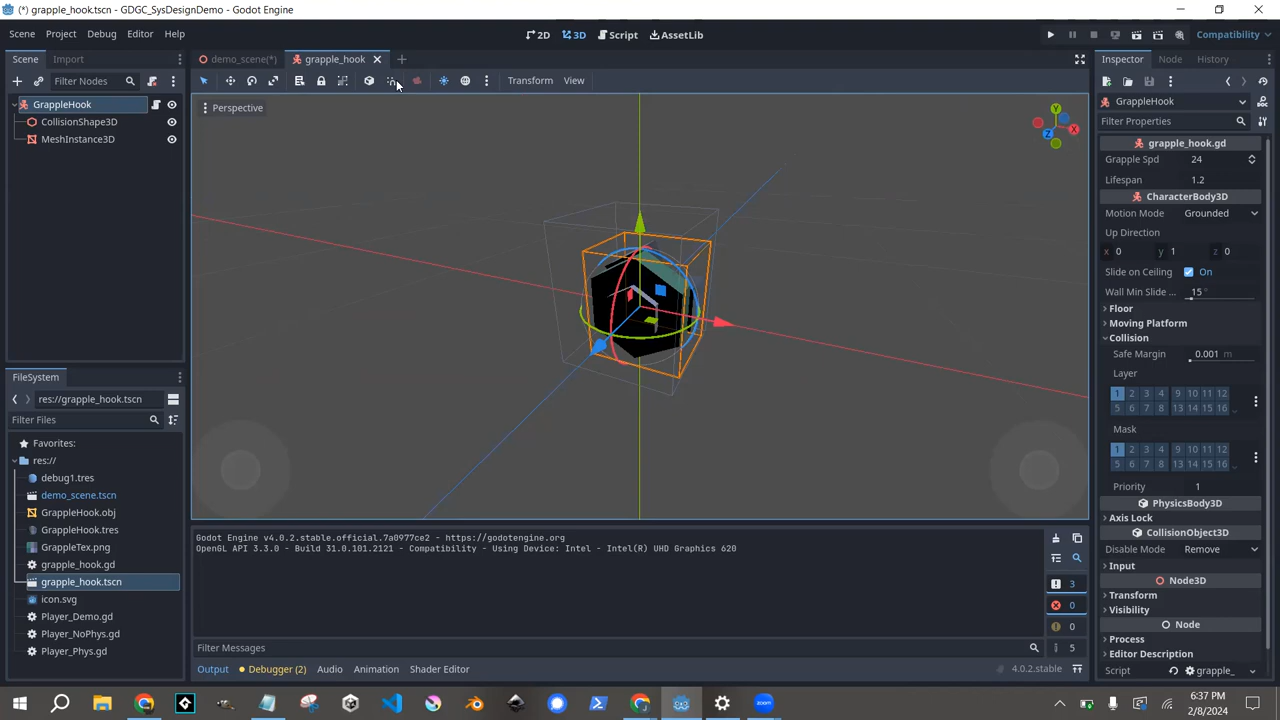 (*) grapple_hook.tscn - GDGC_SysDesignDemo - Godot Engine
Scene Project Debug Editor Help
2D 3D Script AssetLib
Compatibility
Scene Import
demo_scene(*) grapple_hook
Inspector Node History
Filter Nodes
Transform View
GrappleHook
CollisionShape3D
MeshInstance3D
Perspective
Y
X
Z
GrappleHook
Filter Properties
grapple_hook.gd
Grapple Spd 24
Lifespan 1.2
CharacterBody3D
Motion Mode Grounded
Up Direction
x 0 y 1 z 0
Slide on Ceiling On
Wall Min Slide ... 15 °
Floor
Moving Platform
Collision
Safe Margin 0.001 m
Layer
1 2 3 4 9 10 11 12
5 6 7 8 13 14 15 16
Mask
1 2 3 4 9 10 11 12
5 6 7 8 13 14 15 16
Priority 1
PhysicsBody3D
Axis Lock
CollisionObject3D
Disable Mode Remove
Input
Node3D
Transform
Visibility
Node
Process
Editor Description
Script grapple_
FileSystem
res://grapple_hook.tscn
Filter Files
Favorites:
res://
debug1.tres
demo_scene.tscn
GrappleHook.obj
GrappleHook.tres
GrappleTex.png
grapple_hook.gd
grapple_hook.tscn
icon.svg
Player_Demo.gd
Player_NoPhys.gd
Player_Phys.gd
Godot Engine v4.0.2.stable.official.7a0977ce2 - https://godotengine.org
OpenGL API 3.3.0 - Build 31.0.101.2121 - Compatibility - Using Device: Intel - Intel(R) UHD Graphics 620
3
0
0
5
Filter Messages
Output Debugger (2) Audio Animation Shader Editor
4.0.2.stable
6:37 PM
2/8/2024